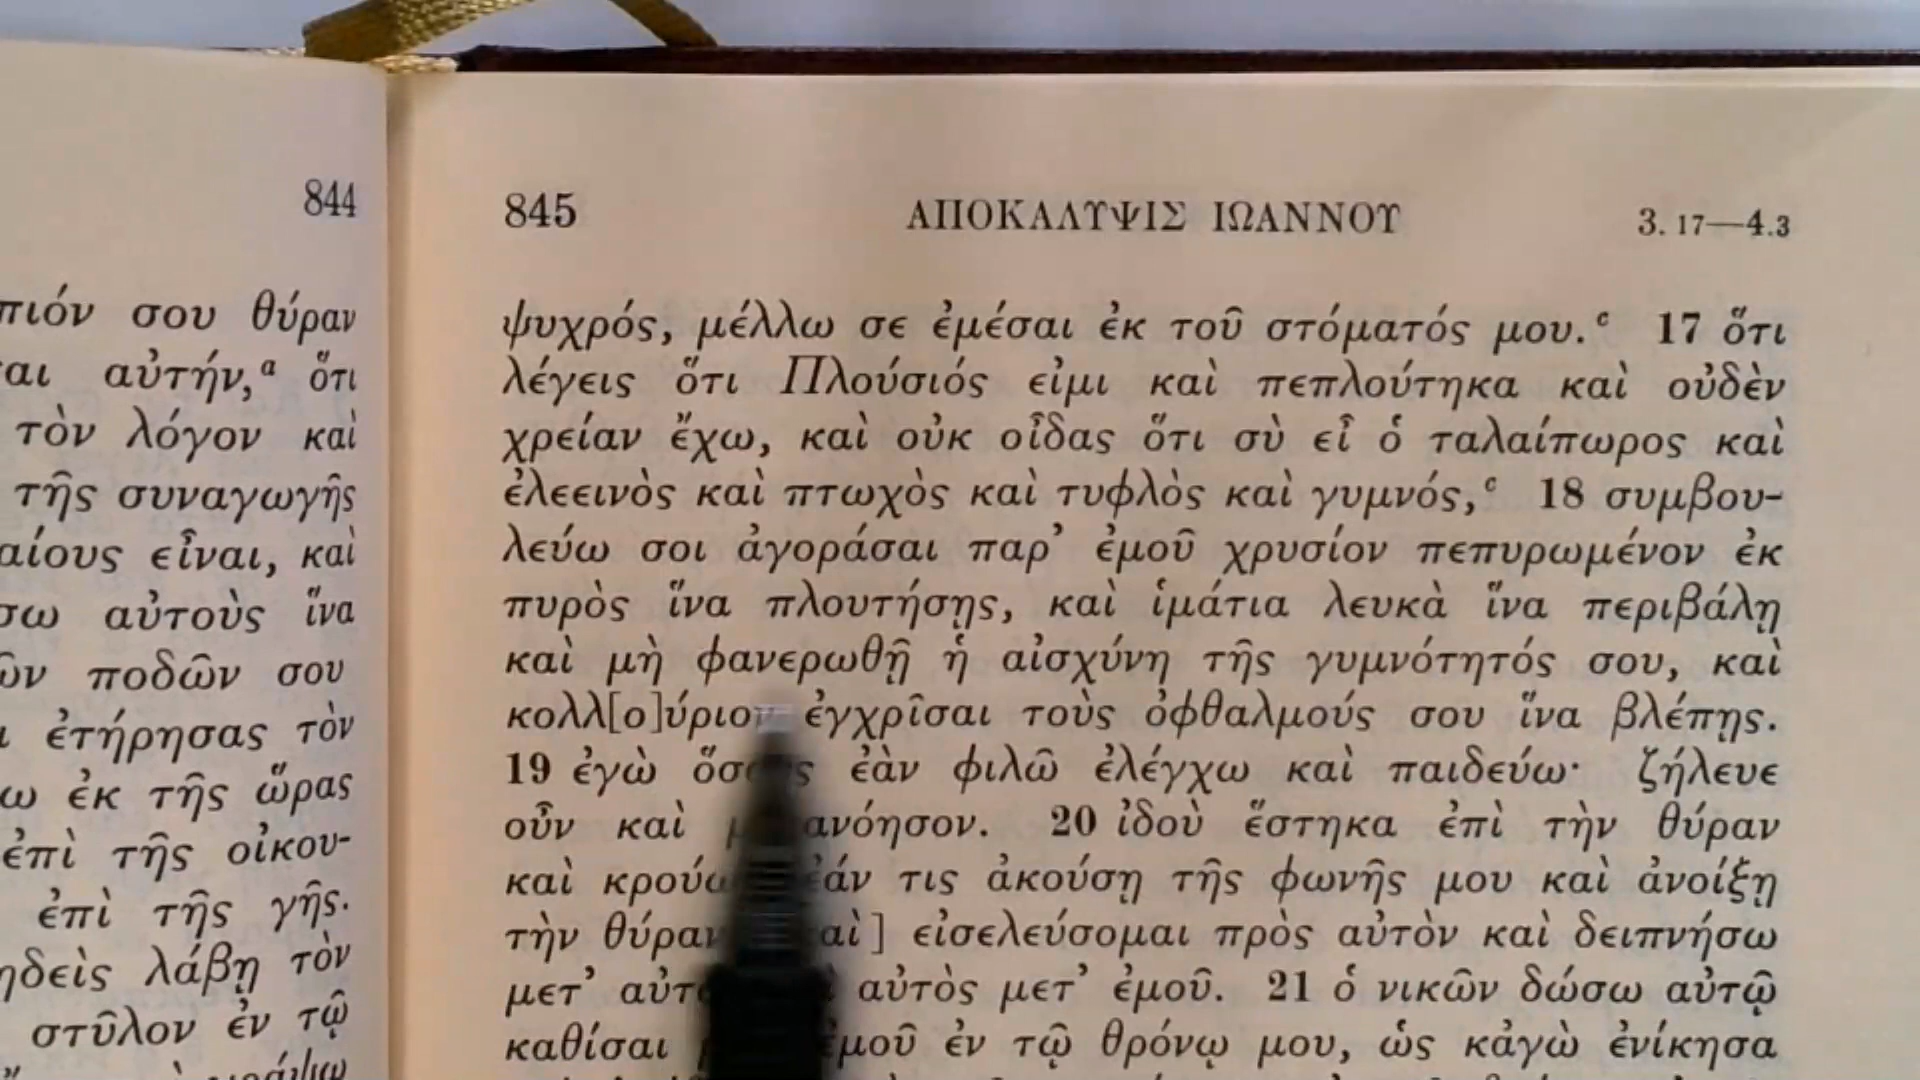 844
πιόν σου θύραν
αι αὐτήν,ᵃ ὅτι
τὸν λόγον καὶ
τῆς συναγωγῆς
αίους εἶναι, καὶ
σω αὐτοὺς ἵνα
ῶν ποδῶν σου
ἐτήρησας τὸν
ω ἐκ τῆς ὥρας
ἐπὶ τῆς οἰκου-
ἐπὶ τῆς γῆς.
ηδεὶς λάβῃ τὸν
στῦλον ἐν τῷ
845 ΑΠΟΚΑΛΥΨΙΣ ΙΩΑΝΝΟΥ 3. 17—4.3
ψυχρός, μέλλω σε ἐμέσαι ἐκ τοῦ στόματός μου.ᶜ 17 ὅτι
λέγεις ὅτι Πλούσιός εἰμι καὶ πεπλούτηκα καὶ οὐδὲν
χρείαν ἔχω, καὶ οὐκ οἶδας ὅτι σὺ εἶ ὁ ταλαίπωρος καὶ
ἐλεεινὸς καὶ πτωχὸς καὶ τυφλὸς καὶ γυμνός,ᶜ 18 συμβου-
λεύω σοι ἀγοράσαι παρ’ ἐμοῦ χρυσίον πεπυρωμένον ἐκ
πυρὸς ἵνα πλουτήσῃς, καὶ ἱμάτια λευκὰ ἵνα περιβάλῃ
καὶ μὴ φανερωθῇ ἡ αἰσχύνη τῆς γυμνότητός σου, καὶ
κολλ[ο]ύριον ἐγχρῖσαι τοὺς ὀφθαλμούς σου ἵνα βλέπῃς.
19 ἐγὼ ὅσους ἐὰν φιλῶ ἐλέγχω καὶ παιδεύω· ζήλευε
οὖν καὶ μ ανόησον. 20 ἰδοὺ ἕστηκα ἐπὶ τὴν θύραν
καὶ κρούω ἐάν τις ἀκούσῃ τῆς φωνῆς μου καὶ ἀνοίξῃ
τὴν θύραν αὶ] εἰσελεύσομαι πρὸς αὐτὸν καὶ δειπνήσω
μετ’ αὐτο αὐτὸς μετ’ ἐμοῦ. 21 ὁ νικῶν δώσω αὐτῷ
καθίσαι ἐμοῦ ἐν τῷ θρόνῳ μου, ὡς κἀγὼ ἐνίκησα